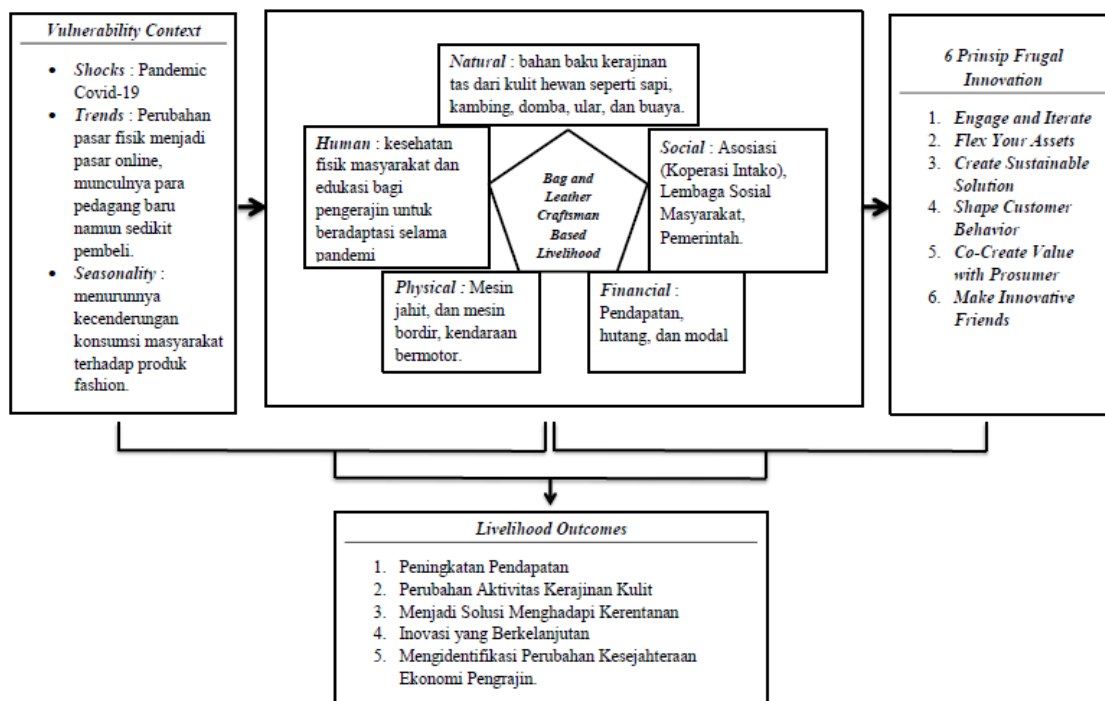 Vulnerability Context
• Shocks : Pandemic
Covid-19
• Trends : Perubahan
pasar fisik menjadi
pasar online,
munculnya para
pedagang baru
namun sedikit
pembeli.
• Seasonality :
menurunnya
kecenderungan
konsumsi masyarakat
terhadap produk
fashion.
Natural : bahan baku kerajinan
tas dari kulit hewan seperti sapi,
kambing, domba, ular, dan buaya.
Human : kesehatan
fisik masyarakat dan
edukasi bagi
pengerajin untuk
beradaptasi selama
pandemi
Bag and
Leather
Craftsman
Based
Livelihood
Social : Asosiasi
(Koperasi Intako),
Lembaga Sosial
Masyarakat,
Pemerintah.
Physical : Mesin
jahit, dan mesin
bordir, kendaraan
bermotor.
Financial :
Pendapatan,
hutang, dan modal
6 Prinsip Frugal
Innovation
1. Engage and Iterate
2. Flex Your Assets
3. Create Sustainable
Solution
4. Shape Customer
Behavior
5. Co-Create Value
with Prosumer
6. Make Innovative
Friends
Livelihood Outcomes
1. Peningkatan Pendapatan
2. Perubahan Aktivitas Kerajinan Kulit
3. Menjadi Solusi Menghadapi Kerentanan
4. Inovasi yang Berkelanjutan
5. Mengidentifikasi Perubahan Kesejahteraan
Ekonomi Pengrajin.